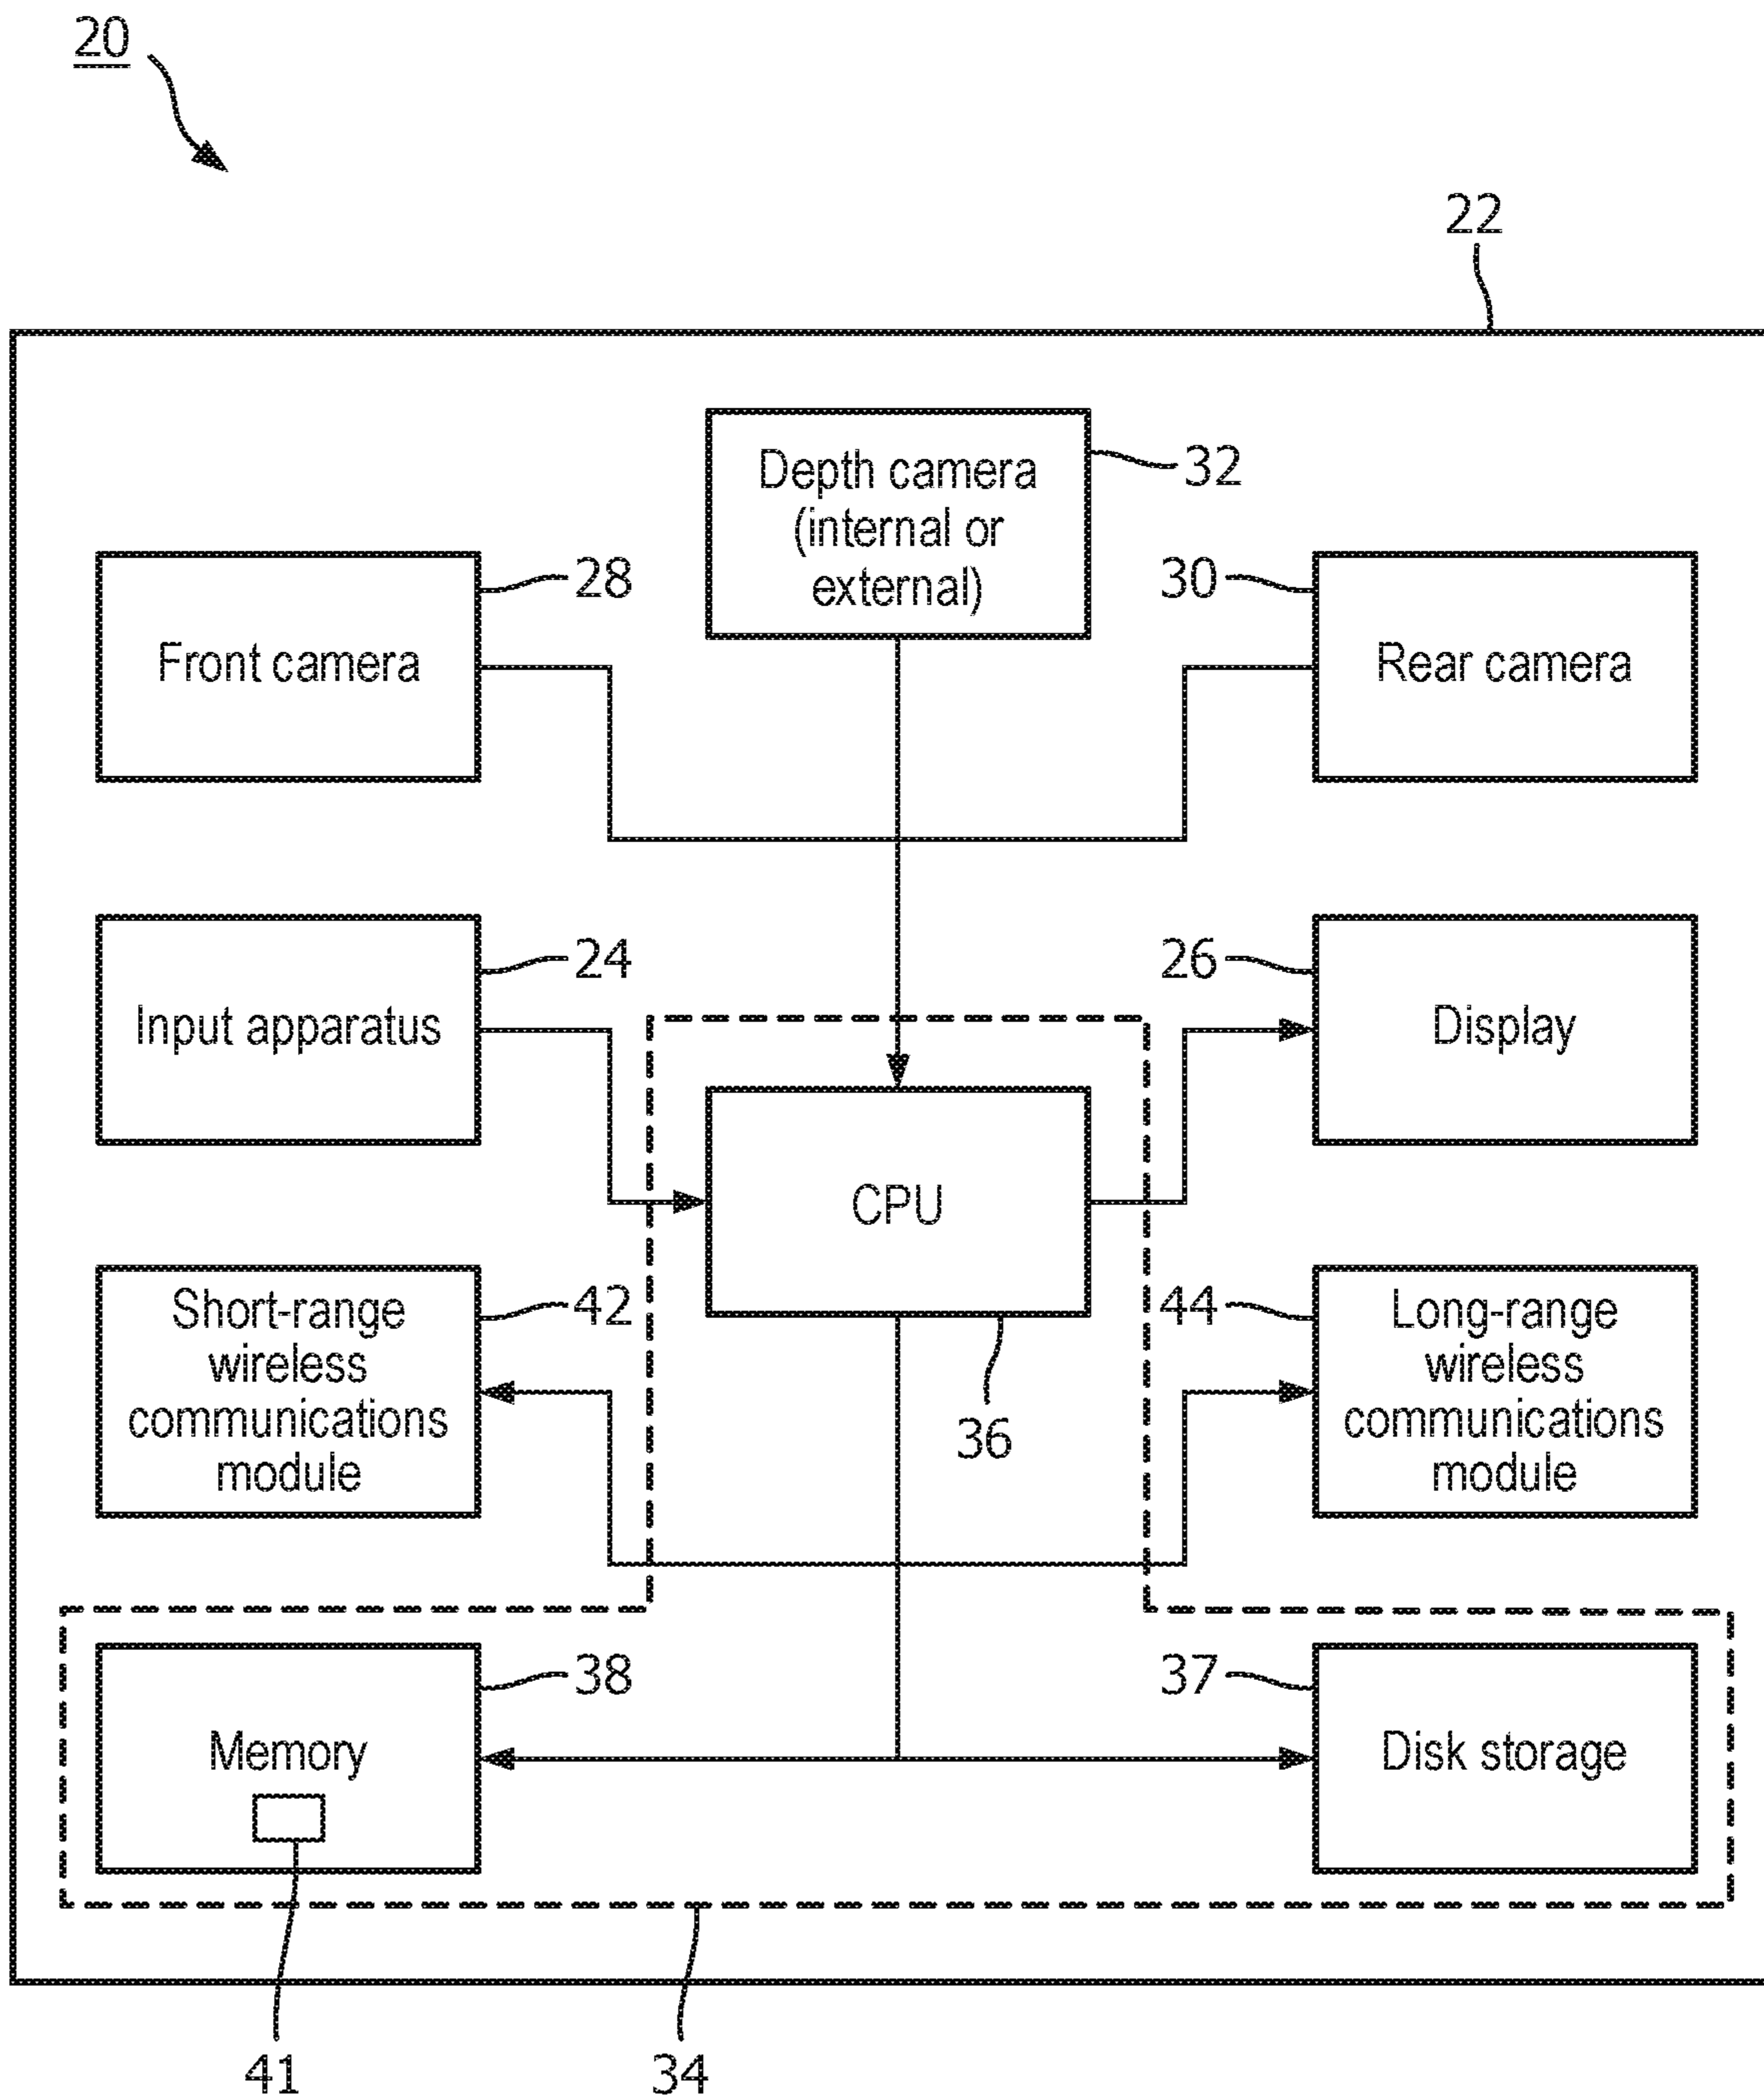 20
22
Depth camera
(internal or
external)
32
28
30
Front camera
Rear camera
24
26
Input apparatus
Display
CPU
42
44
Short-range
wireless
communications
module
Long-range
wireless
communications
module
36
38
37
Memory
Disk storage
41
34